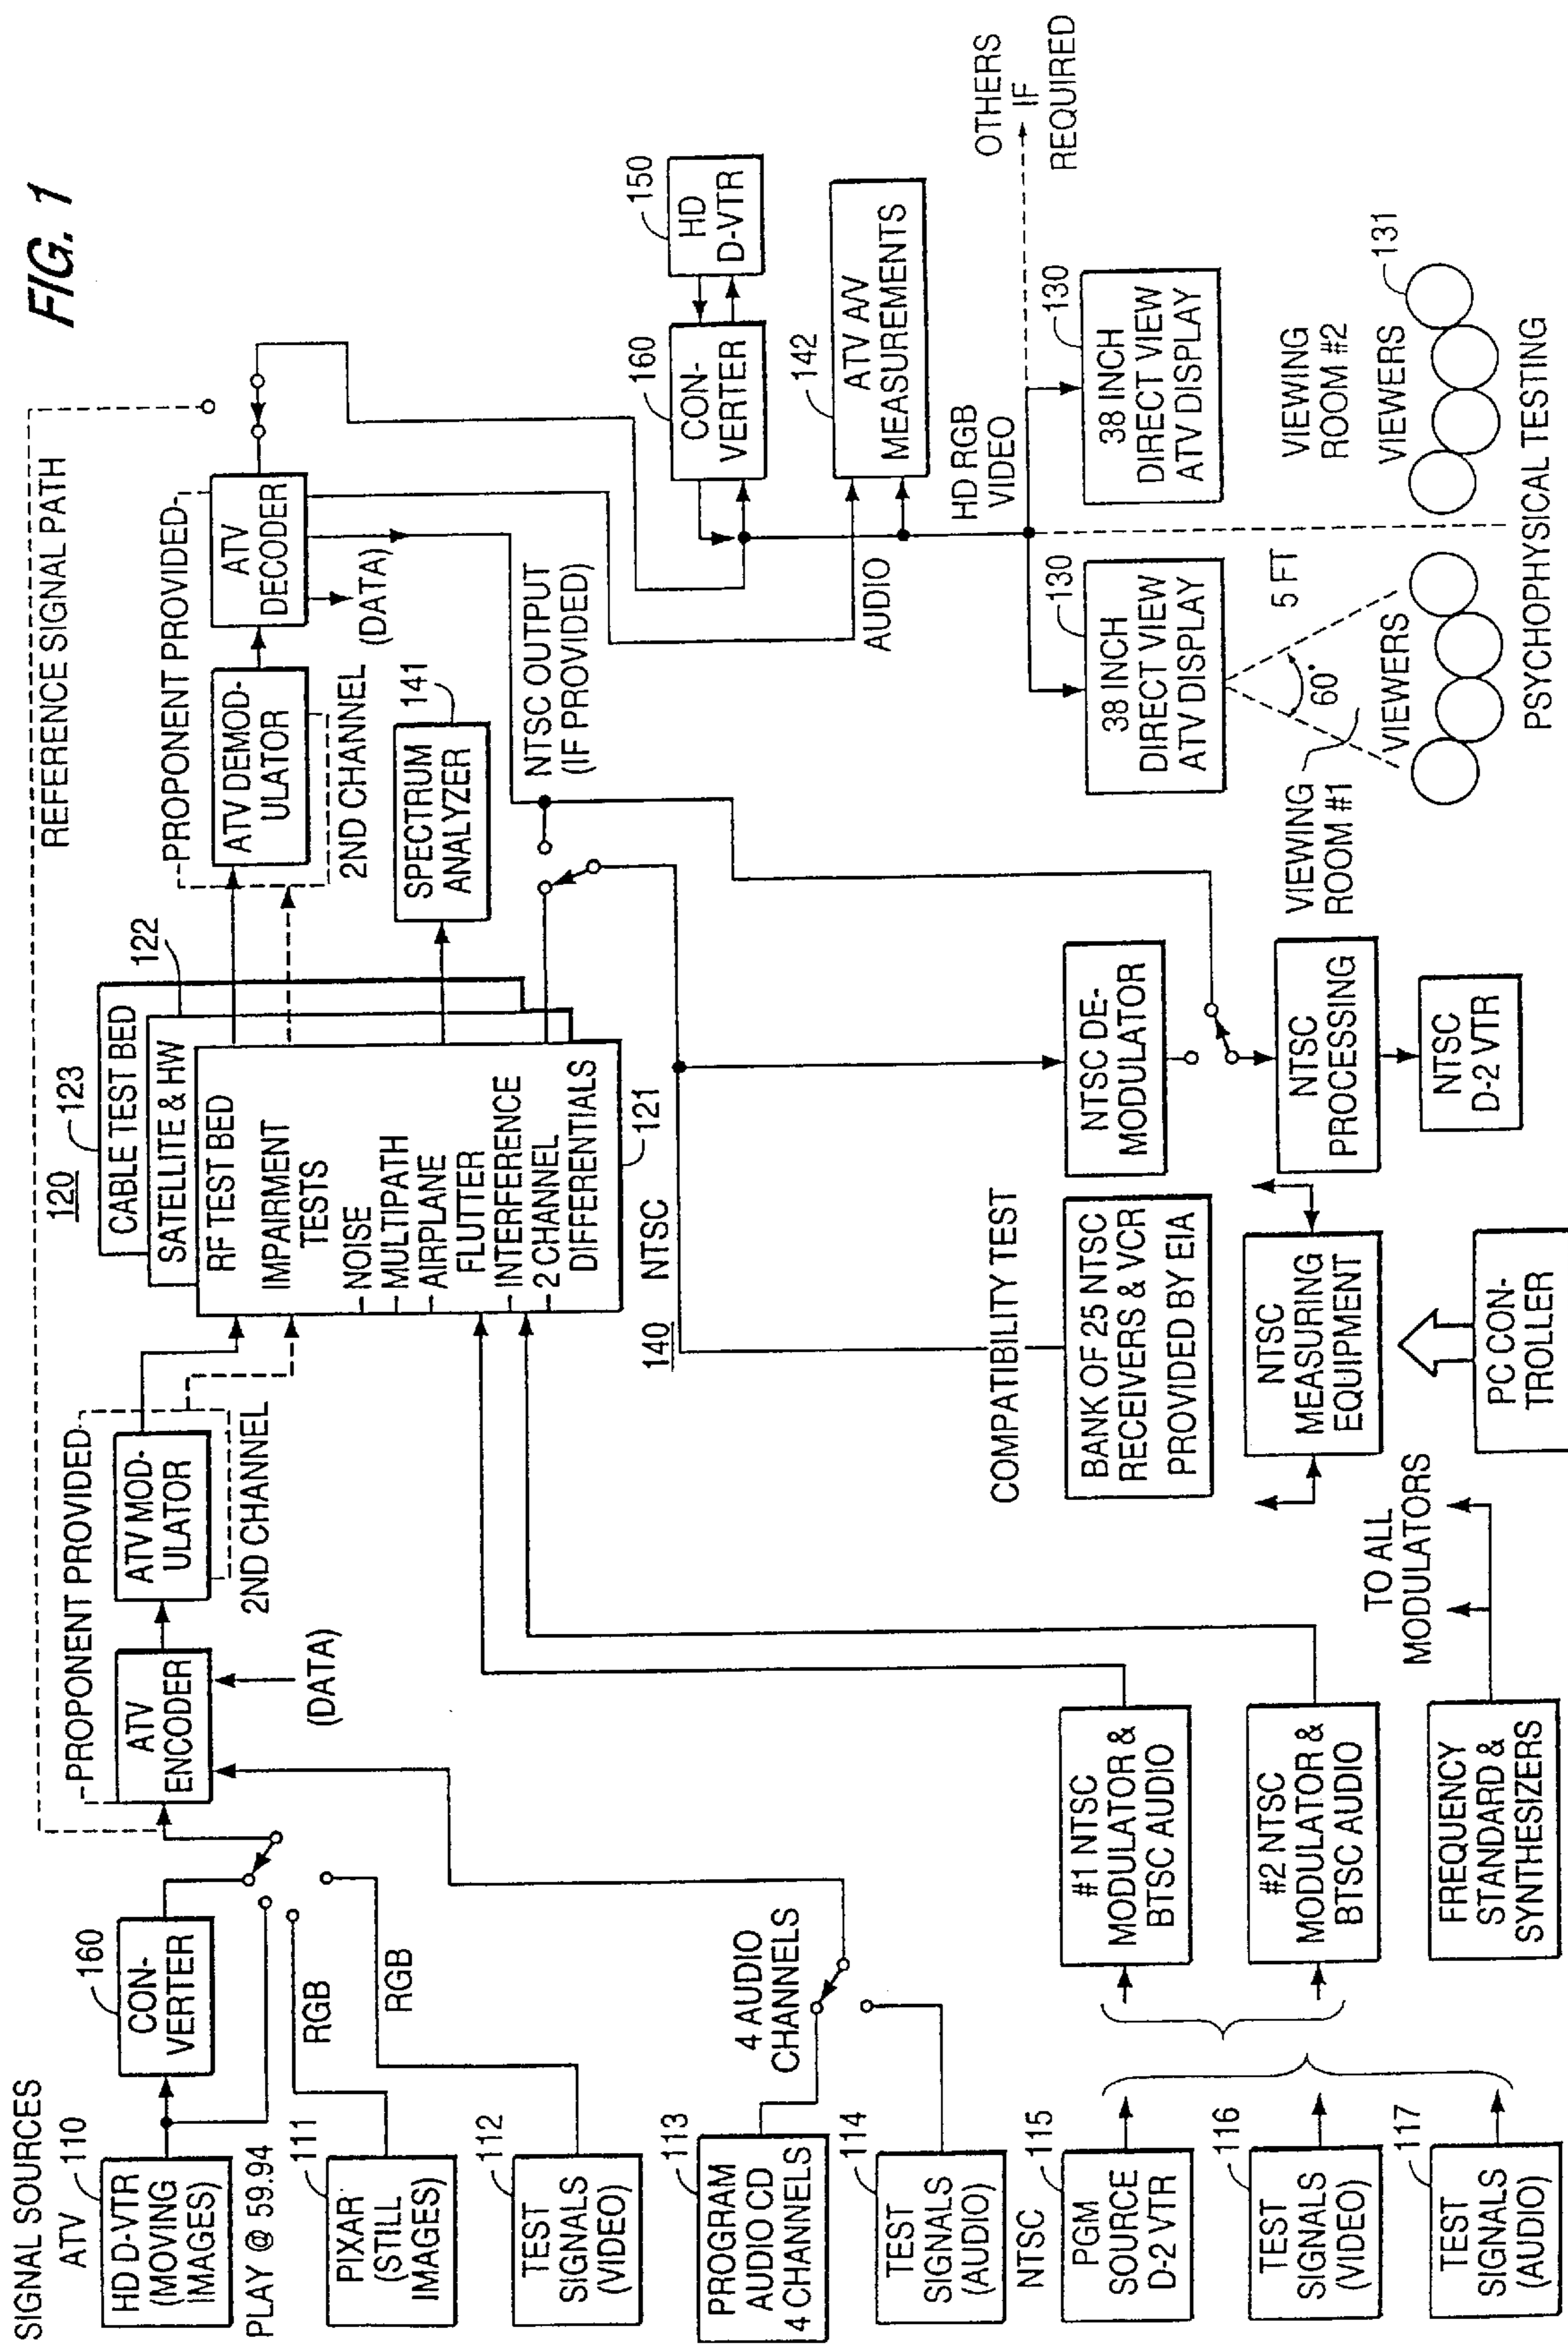 FIG. 1
SIGNAL SOURCES
ATV
110
HD D-VTR
(MOVING
IMAGES)
PLAY @ 59.94
160
CON-
VERTER
111
PIXAR
(STILL
IMAGES)
RGB
112
TEST
SIGNALS
(VIDEO)
RGB
113
PROGRAM
AUDIO CD
4 CHANNELS
4 AUDIO
CHANNELS
114
TEST
SIGNALS
(AUDIO)
NTSC
115
PGM
SOURCE
D-2 VTR
116
TEST
SIGNALS
(VIDEO)
117
TEST
SIGNALS
(AUDIO)
REFERENCE SIGNAL PATH
PROPONENT PROVIDED
ATV
ENCODER
(DATA)
ATV MOD-
ULATOR
2ND CHANNEL
#1 NTSC
MODULATOR &
BTSC AUDIO
#2 NTSC
MODULATOR &
BTSC AUDIO
FREQUENCY
STANDARD &
SYNTHESIZERS
TO ALL
MODULATORS
120
123
CABLE TEST BED
122
SATELLITE & HW
RF TEST BED
IMPAIRMENT
TESTS
NOISE
MULTIPATH
AIRPLANE
FLUTTER
INTERFERENCE
2 CHANNEL
DIFFERENTIALS
121
NTSC
140
COMPATIBILITY TEST
BANK OF 25 NTSC
RECEIVERS & VCR
PROVIDED BY EIA
NTSC
MEASURING
EQUIPMENT
PC CON-
TROLLER
NTSC DE-
MODULATOR
NTSC
PROCESSING
NTSC
D-2 VTR
PROPONENT PROVIDED
ATV DEMOD-
ULATOR
2ND CHANNEL
ATV
DECODER
(DATA)
141
SPECTRUM
ANALYZER
NTSC OUTPUT
(IF PROVIDED)
150
HD
D-VTR
160
CON-
VERTER
142
ATV A/V
MEASUREMENTS
AUDIO
HD RGB
VIDEO
OTHERS
IF
REQUIRED
130
38 INCH
DIRECT VIEW
ATV DISPLAY
5 FT
60°
VIEWING
ROOM #1
VIEWERS
130
38 INCH
DIRECT VIEW
ATV DISPLAY
VIEWING
ROOM #2
VIEWERS
131
PSYCHOPHYSICAL TESTING